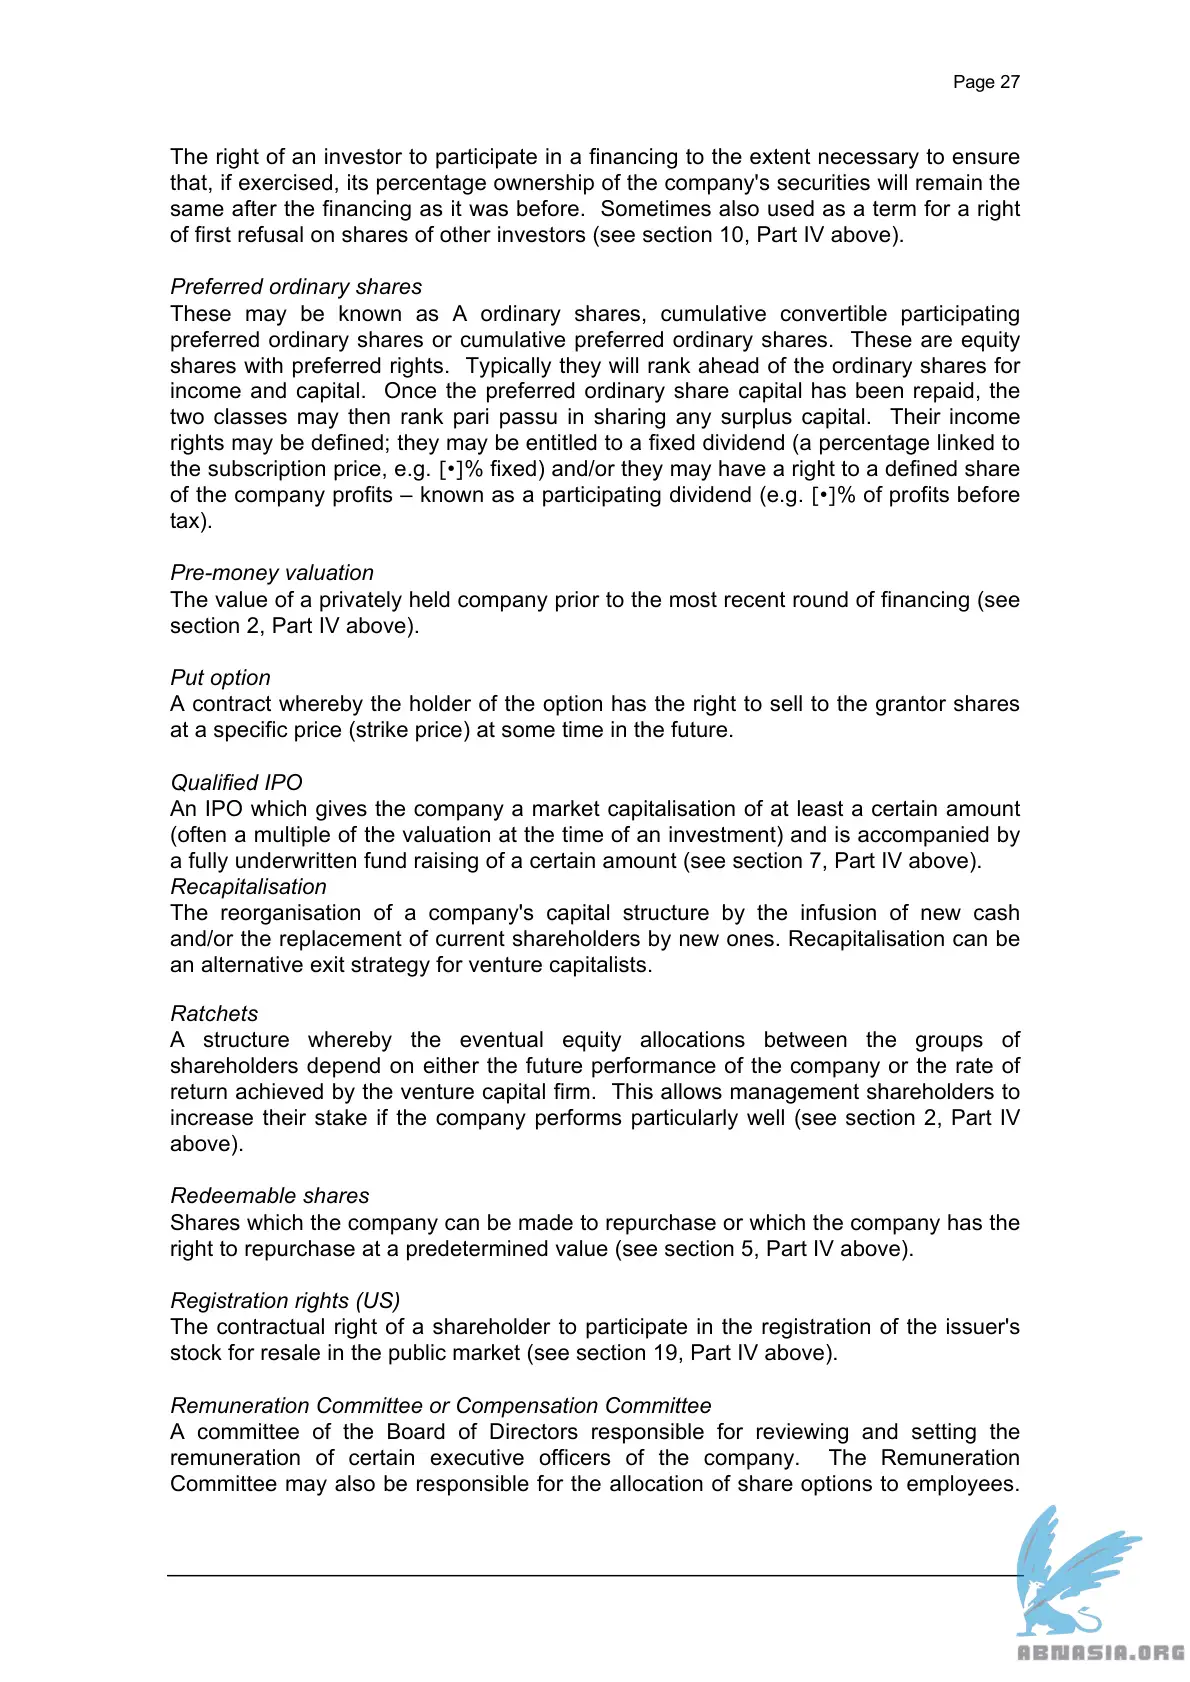 Page 27
The right of an investor to participate in a financing to the extent necessary to ensure
that, if exercised, its percentage ownership of the company's securities will remain the
same after the financing as it was before.  Sometimes also used as a term for a right
of first refusal on shares of other investors (see section 10, Part IV above).
Preferred ordinary shares
These may be known as A ordinary shares, cumulative convertible participating
preferred ordinary shares or cumulative preferred ordinary shares.  These are equity
shares with preferred rights.  Typically they will rank ahead of the ordinary shares for
income and capital.  Once the preferred ordinary share capital has been repaid, the
two classes may then rank pari passu in sharing any surplus capital.  Their income
rights may be defined; they may be entitled to a fixed dividend (a percentage linked to
the subscription price, e.g. [•]% fixed) and/or they may have a right to a defined share
of the company profits – known as a participating dividend (e.g. [•]% of profits before
tax).
Pre-money valuation
The value of a privately held company prior to the most recent round of financing (see
section 2, Part IV above).
Put option
A contract whereby the holder of the option has the right to sell to the grantor shares
at a specific price (strike price) at some time in the future.
Qualified IPO
An IPO which gives the company a market capitalisation of at least a certain amount
(often a multiple of the valuation at the time of an investment) and is accompanied by
a fully underwritten fund raising of a certain amount (see section 7, Part IV above).
Recapitalisation
The reorganisation of a company's capital structure by the infusion of new cash
and/or the replacement of current shareholders by new ones. Recapitalisation can be
an alternative exit strategy for venture capitalists.
Ratchets
A structure whereby the eventual equity allocations between the groups of
shareholders depend on either the future performance of the company or the rate of
return achieved by the venture capital firm.  This allows management shareholders to
increase their stake if the company performs particularly well (see section 2, Part IV
above).
Redeemable shares
Shares which the company can be made to repurchase or which the company has the
right to repurchase at a predetermined value (see section 5, Part IV above).
Registration rights (US)
The contractual right of a shareholder to participate in the registration of the issuer's
stock for resale in the public market (see section 19, Part IV above).
Remuneration Committee or Compensation Committee
A committee of the Board of Directors responsible for reviewing and setting the
remuneration of certain executive officers of the company.  The Remuneration
Committee may also be responsible for the allocation of share options to employees.
ABNASIA.ORG